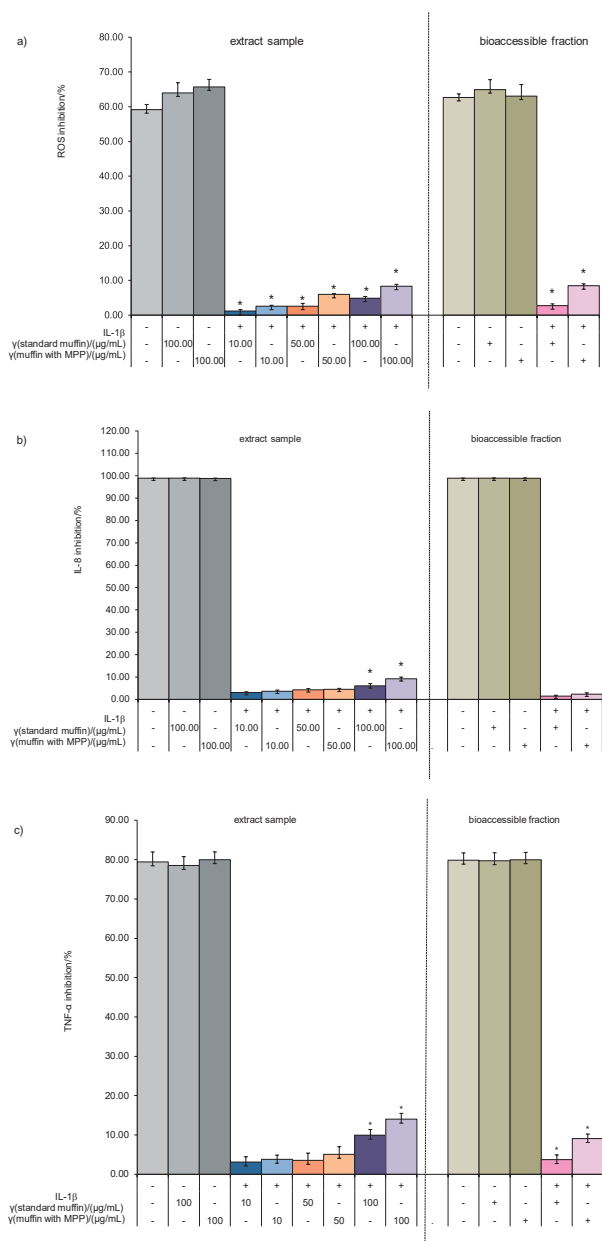 a)
extract sample
bioaccessible fraction
80.00
70.00
60.00
50.00
40.00
30.00
20.00
10.00
0.00
ROS inhibition/%
* * * * * * * *
- - - + + + + + + - - - + +
IL-1β
- 100.00 - 10.00 - 50.00 - 100.00 - - + - + -
γ(standard muffin)/(µg/mL)
- - 100.00 - 10.00 - 50.00 - 100.00 - - + - +
γ(muffin with MPP)/(µg/mL)
b)
extract sample
bioaccessible fraction
120.00
100.00
90.00
80.00
70.00
60.00
50.00
40.00
30.00
20.00
10.00
0.00
IL-8 inhibition/%
* *
- - - + + + + + + - - - + +
IL-1β
- 100.00 - 10.00 - 50.00 - 100.00 - - + - + -
γ(standard muffin)/(µg/mL)
- - 100.00 - 10.00 - 50.00 - 100.00 . - - + - +
γ(muffin with MPP)/(µg/mL)
c)
extract sample
bioaccessible fraction
90.00
80.00
70.00
60.00
50.00
40.00
30.00
20.00
10.00
0.00
TNF-α inhibition/%
* * * *
- - - + + + + + + - - - + +
IL-1β
- 100 - 10 - 50 - 100 - - + - + -
γ(standard muffin)/(µg/mL)
- - 100 - 10 - 50 - 100 . - - + - +
γ(muffin with MPP)/(µg/mL)